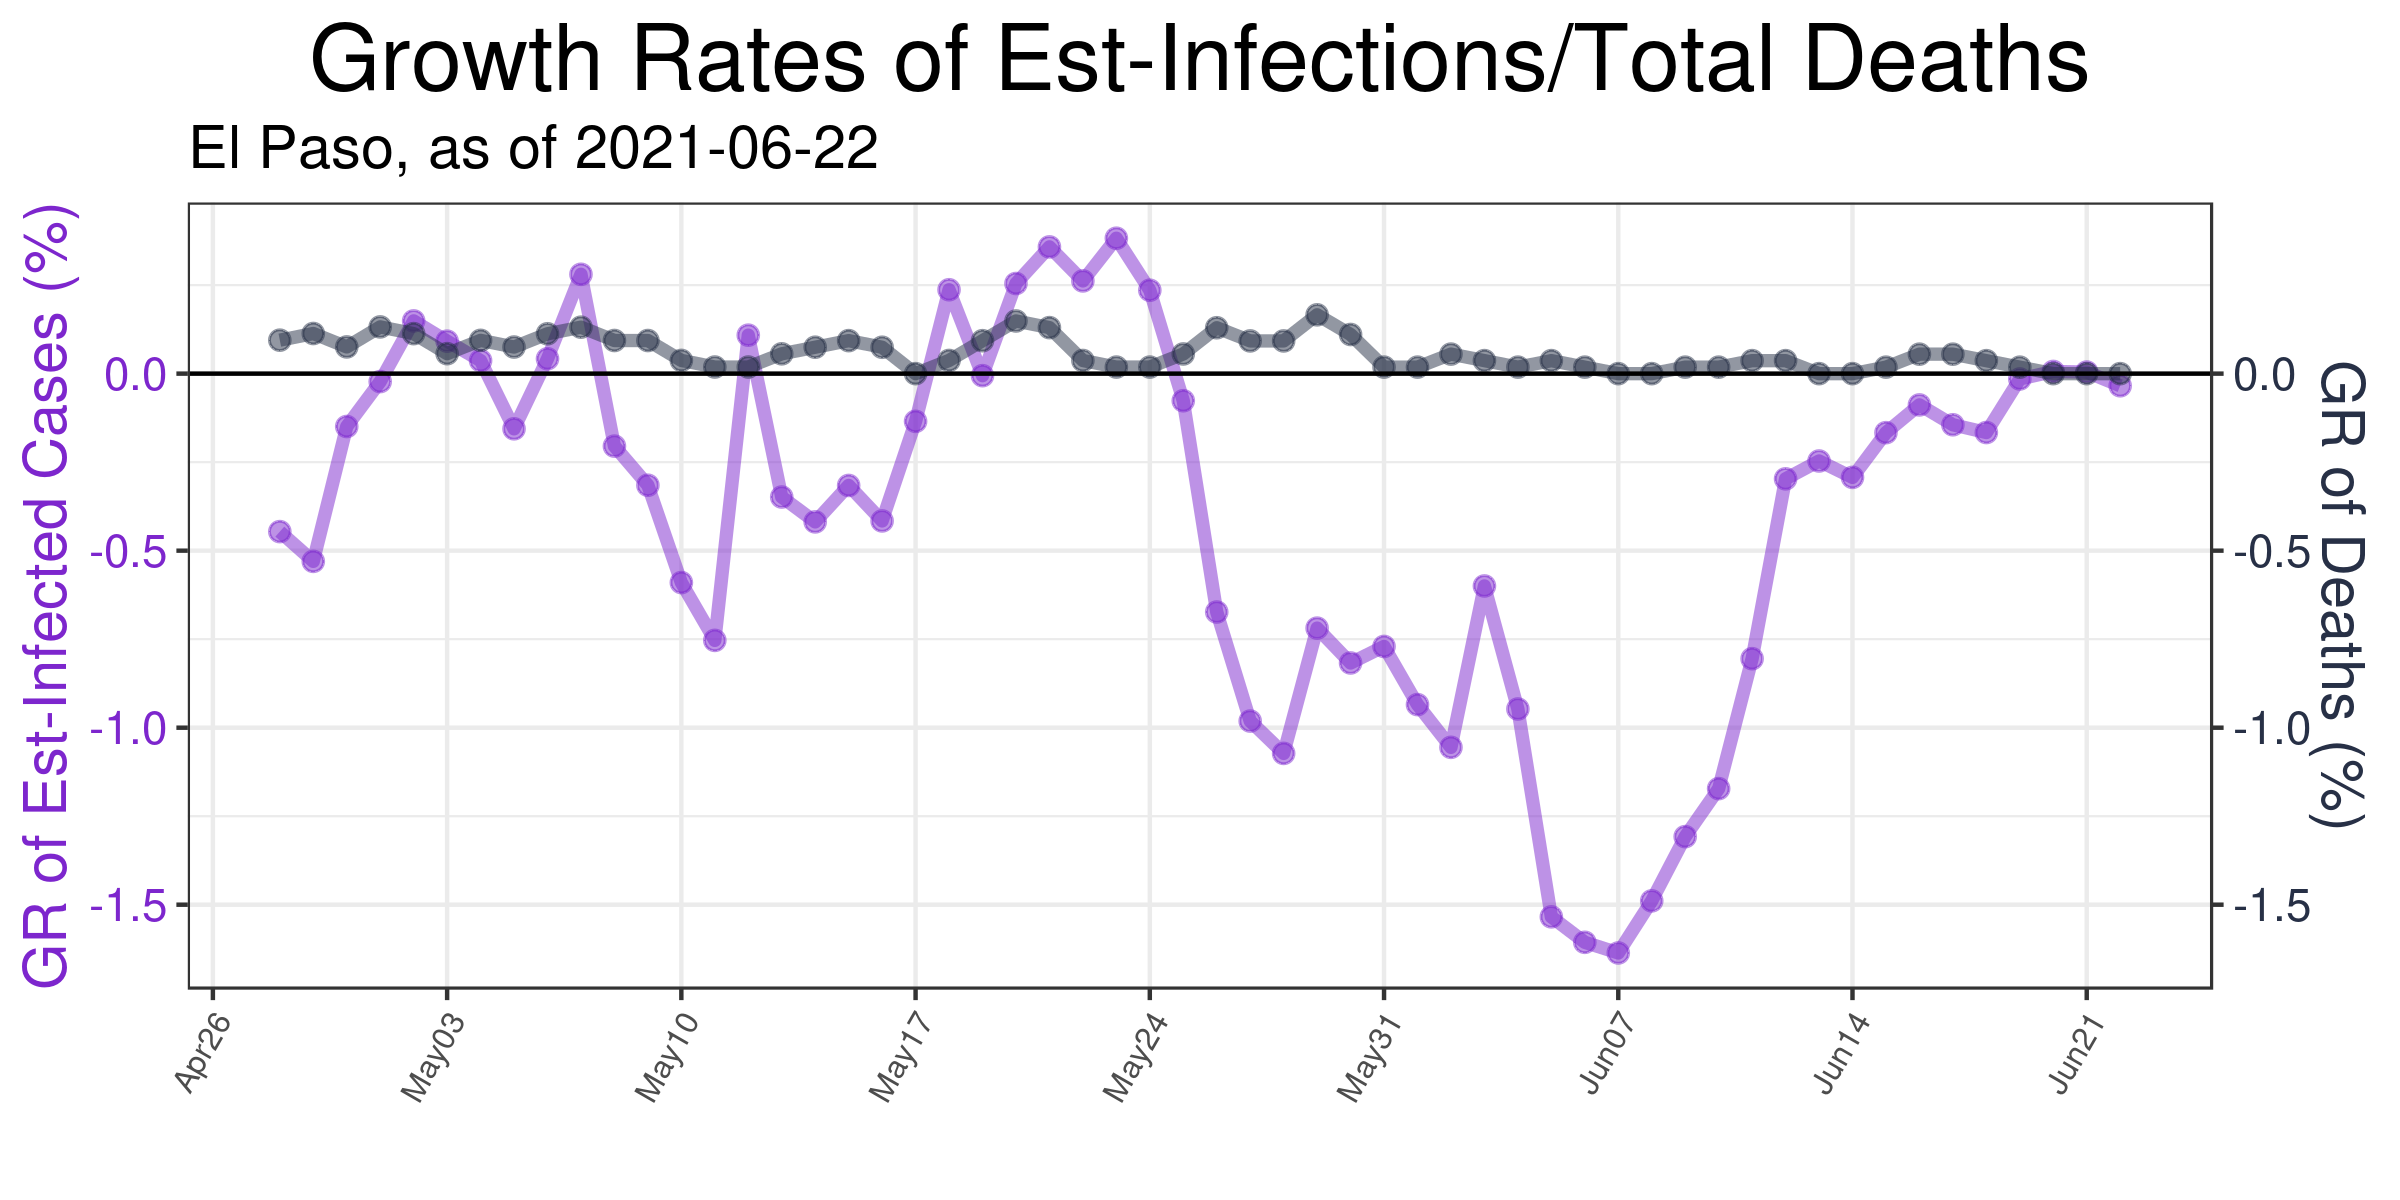 Growth Rates of Est-Infections/Total Deaths
El Paso, as of 2021-06-22
GR of Est-Infected Cases (%)
0.0
-0.5
-1.0
-1.5
0.0
-0.5
-1.0
-1.5
GR of Deaths (%)
Apr26
May03
May10
May17
May24
May31
Jun07
Jun14
Jun21